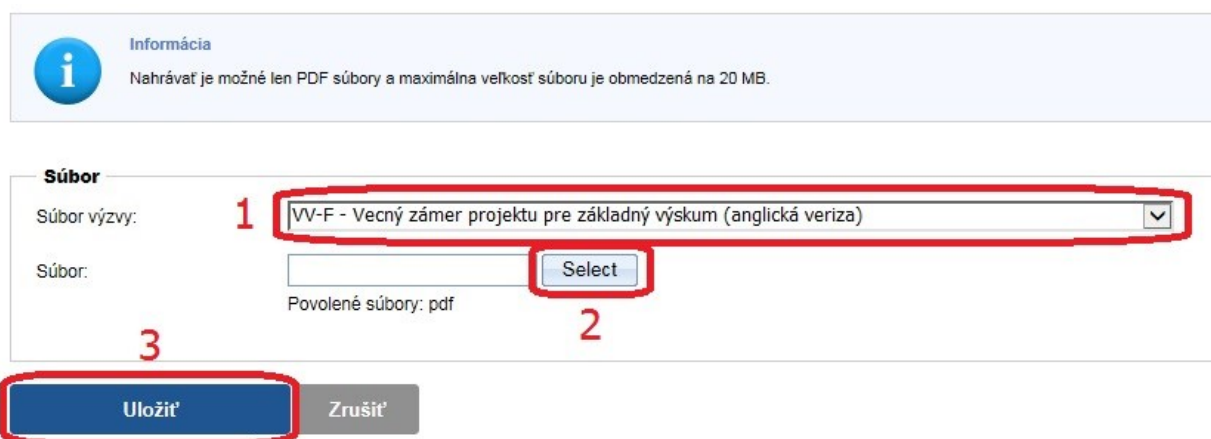 Informácia
Nahrávať je možné len PDF súbory a maximálna veľkosť súboru je obmedzená na 20 MB.
Súbor
Súbor výzvy:
1
VV-F - Vecný zámer projektu pre základný výskum (anglická veriza)
Súbor:
Select
Povolené súbory: pdf
2
3
Uložiť
Zrušiť